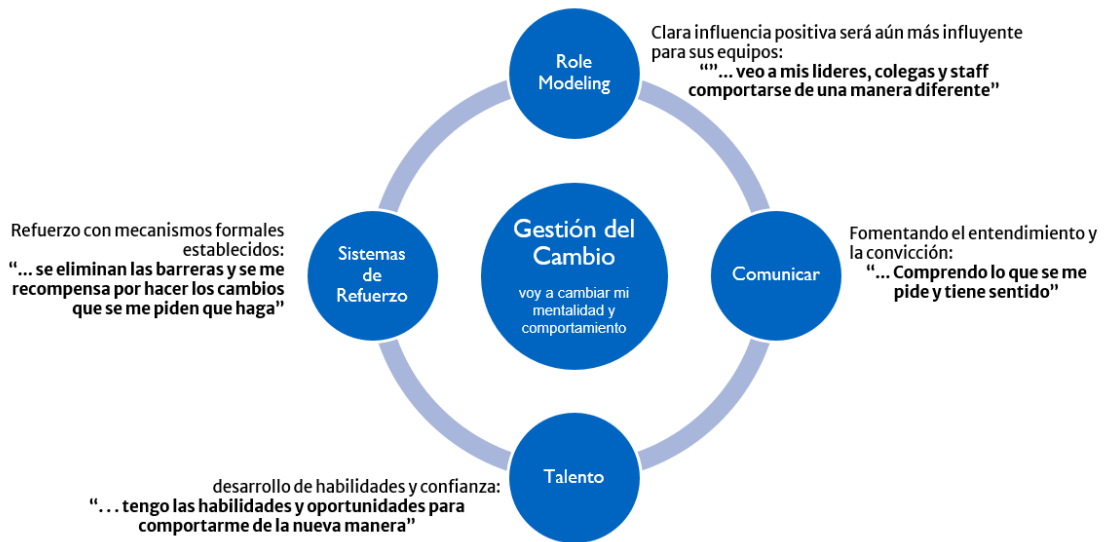 Role
Modeling
Clara influencia positiva será aún más influyente
para sus equipos:
“”... veo a mis lideres, colegas y staff
comportarse de una manera diferente”
Refuerzo con mecanismos formales
establecidos:
“... se eliminan las barreras y se me
recompensa por hacer los cambios
que se me piden que haga”
Sistemas
de
Refuerzo
Gestión del
Cambio
voy a cambiar mi
mentalidad y
comportamiento
Comunicar
Fomentando el entendimiento y
la convicción:
“... Comprendo lo que se me
pide y tiene sentido”
Talento
desarrollo de habilidades y confianza:
“. . . tengo las habilidades y oportunidades para
comportarme de la nueva manera”